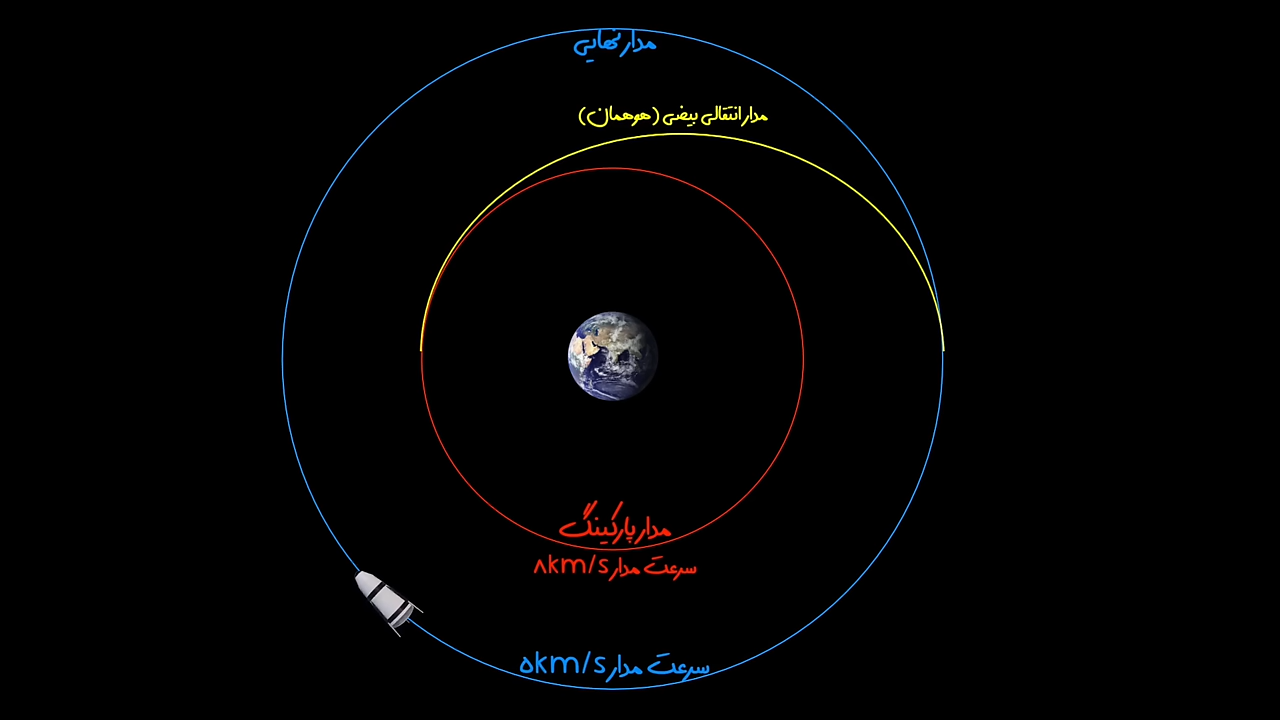 مدار نهایی
مدار انتقالی بیضی (هوهمان)
مدار پارکینگ
سرعت مدار ۸km/s
سرعت مدار ۵km/s